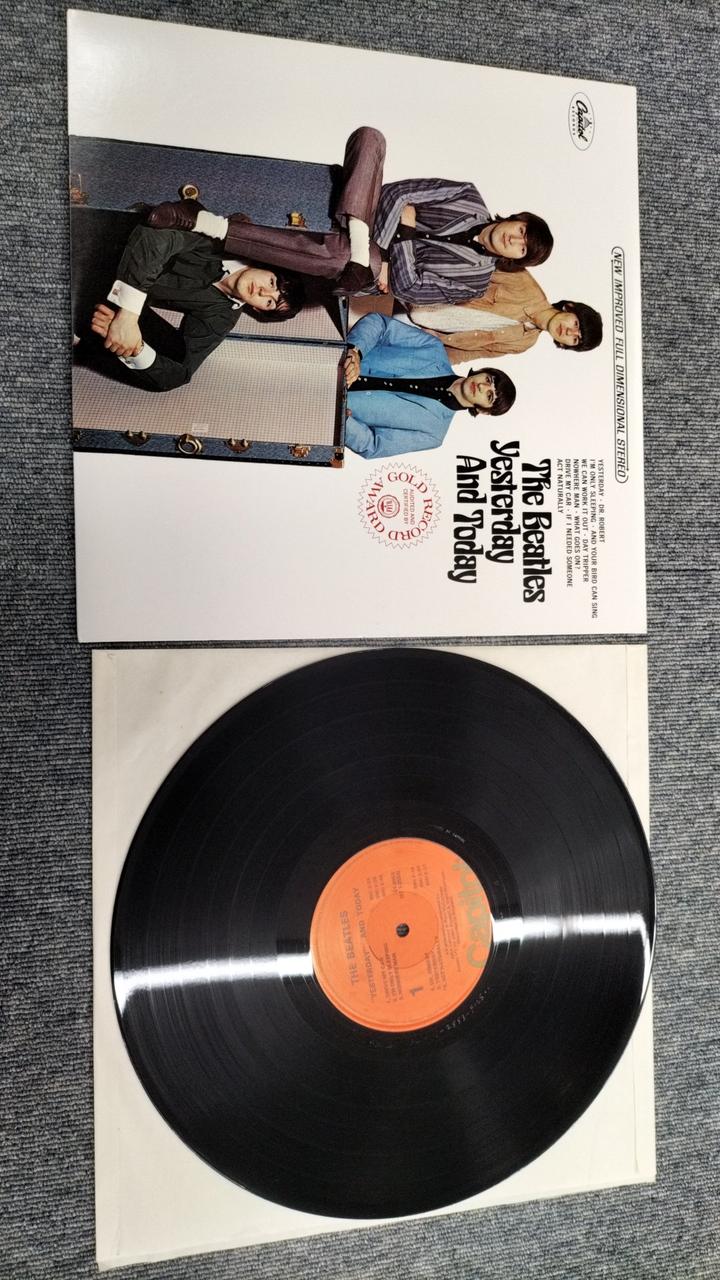 Capitol
RECORDS
NEW IMPROVED FULL DIMENSIONAL STEREO
YESTERDAY · DR. ROBERT
I'M ONLY SLEEPING · AND YOUR BIRD CAN SING
WE CAN WORK IT OUT · DAY TRIPPER
NOWHERE MAN · WHAT GOES ON?
DRIVE MY CAR · IF I NEEDED SOMEONE
ACT NATURALLY
The Beatles
Yesterday
And Today
GOLD RECORD AWARD
AUDITED AND
CERTIFIED BY
Capitol
1
THE BEATLES
"YESTERDAY" ... AND TODAY